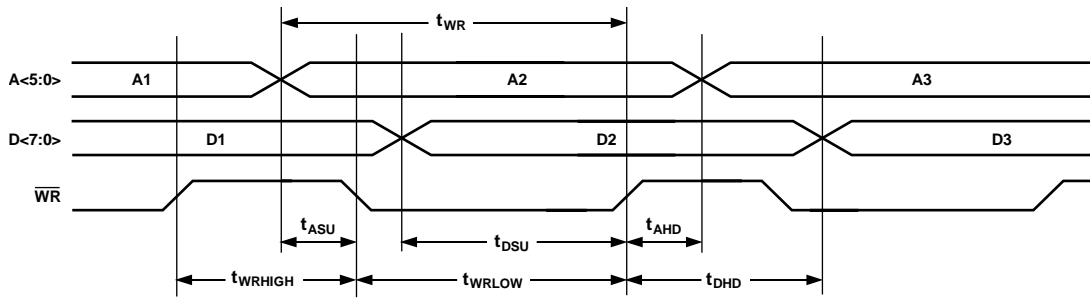 tWR
A<5:0> A1 A2 A3
D<7:0> D1 D2 D3
WR
tASU tDSU tAHD
tWRHIGH tWRLOW tDHD